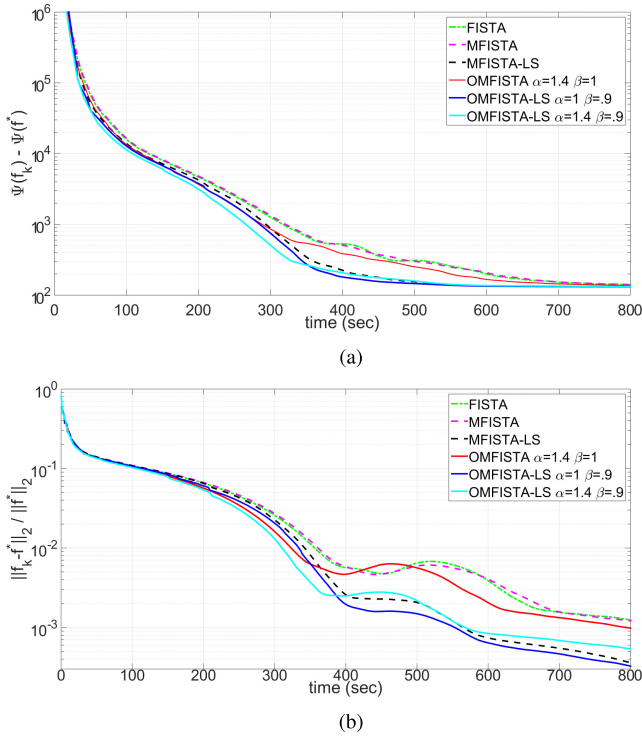 10^6
10^5
10^4
10^3
10^2
Ψ(f_k) - Ψ(f^*)
FISTA
MFISTA
MFISTA-LS
OMFISTA α=1.4 β=1
OMFISTA-LS α=1 β=.9
OMFISTA-LS α=1.4 β=.9
0 100 200 300 400 500 600 700 800
time (sec)
(a)
10^0
10^-1
10^-2
10^-3
||f_k-f^*||_2 / ||f^*||_2
FISTA
MFISTA
MFISTA-LS
OMFISTA α=1.4 β=1
OMFISTA-LS α=1 β=.9
OMFISTA-LS α=1.4 β=.9
0 100 200 300 400 500 600 700 800
time (sec)
(b)